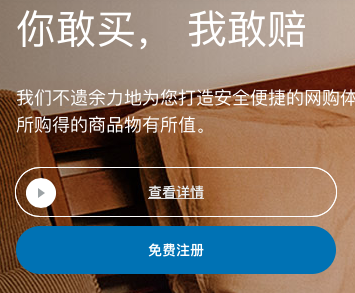 你敢买， 我敢赔
我们不遗余力地为您打造安全便捷的网购体
所购得的商品物有所值。
查看详情
免费注册